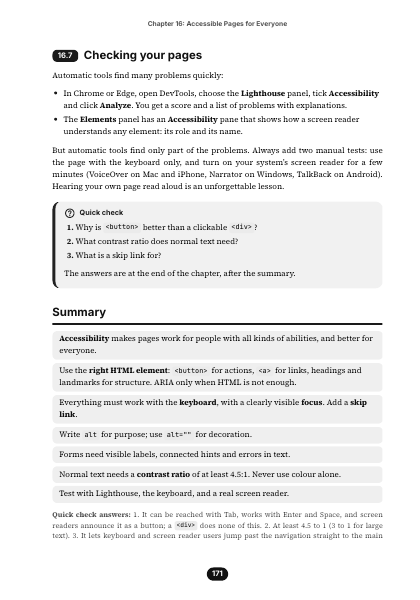 Chapter 16: Accessible Pages for Everyone
16.7 Checking your pages
Automatic tools find many problems quickly:
• In Chrome or Edge, open DevTools, choose the Lighthouse panel, tick Accessibility
and click Analyze. You get a score and a list of problems with explanations.
• The Elements panel has an Accessibility pane that shows how a screen reader
understands any element: its role and its name.
But automatic tools find only part of the problems. Always add two manual tests: use
the page with the keyboard only, and turn on your system's screen reader for a few
minutes (VoiceOver on Mac and iPhone, Narrator on Windows, TalkBack on Android).
Hearing your own page read aloud is an unforgettable lesson.
? Quick check
1. Why is <button> better than a clickable <div>?
2. What contrast ratio does normal text need?
3. What is a skip link for?
The answers are at the end of the chapter, after the summary.
Summary
Accessibility makes pages work for people with all kinds of abilities, and better for
everyone.
Use the right HTML element: <button> for actions, <a> for links, headings and
landmarks for structure. ARIA only when HTML is not enough.
Everything must work with the keyboard, with a clearly visible focus. Add a skip
link.
Write alt for purpose; use alt="" for decoration.
Forms need visible labels, connected hints and errors in text.
Normal text needs a contrast ratio of at least 4.5:1. Never use colour alone.
Test with Lighthouse, the keyboard, and a real screen reader.
Quick check answers: 1. It can be reached with Tab, works with Enter and Space, and screen
readers announce it as a button; a <div> does none of this. 2. At least 4.5 to 1 (3 to 1 for large
text). 3. It lets keyboard and screen reader users jump past the navigation straight to the main
171